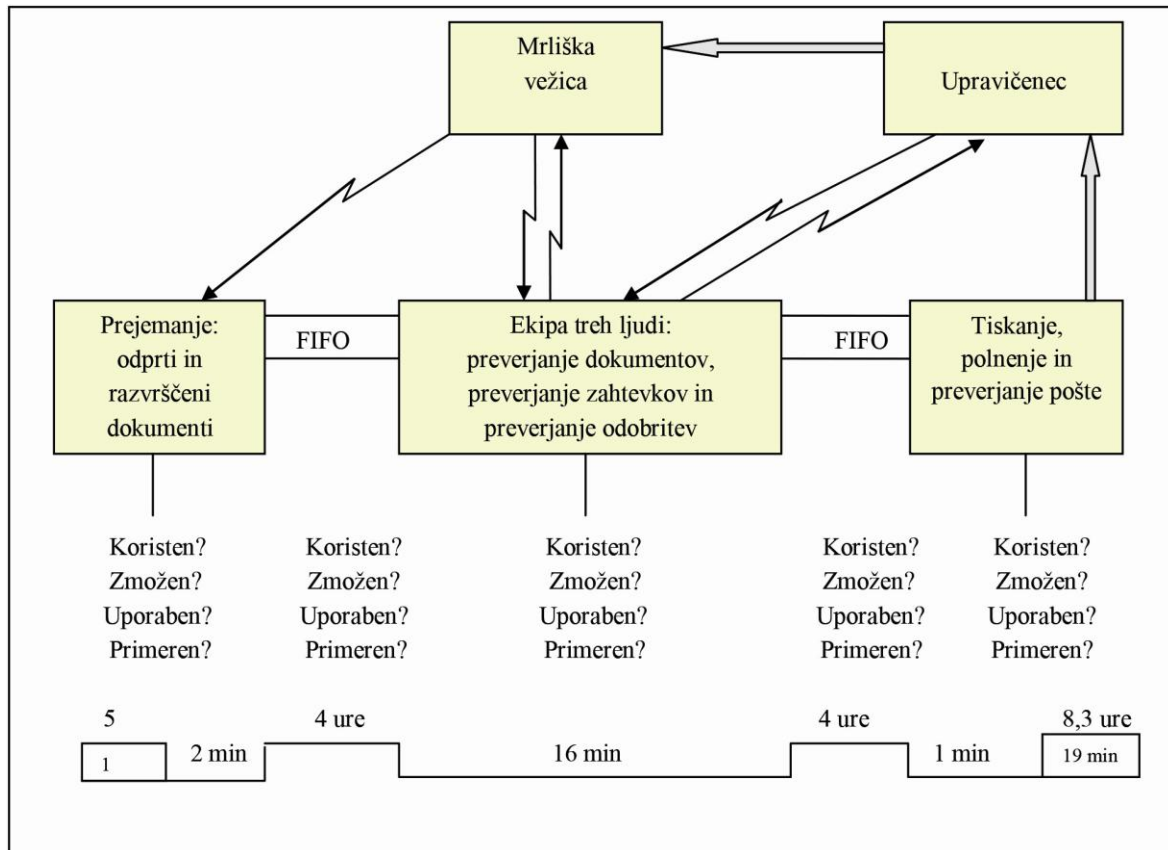 Mrliška
vežica
Upravičenec
Prejemanje:
odprti in
razvrščeni
dokumenti
FIFO
Ekipa treh ljudi:
preverjanje dokumentov,
preverjanje zahtevkov in
preverjanje odobritev
FIFO
Tiskanje,
polnenje in
preverjanje pošte
Koristen?
Zmožen?
Uporaben?
Primeren?
Koristen?
Zmožen?
Uporaben?
Primeren?
Koristen?
Zmožen?
Uporaben?
Primeren?
Koristen?
Zmožen?
Uporaben?
Primeren?
Koristen?
Zmožen?
Uporaben?
Primeren?
5
1
2 min
4 ure
16 min
4 ure
1 min
8,3 ure
19 min